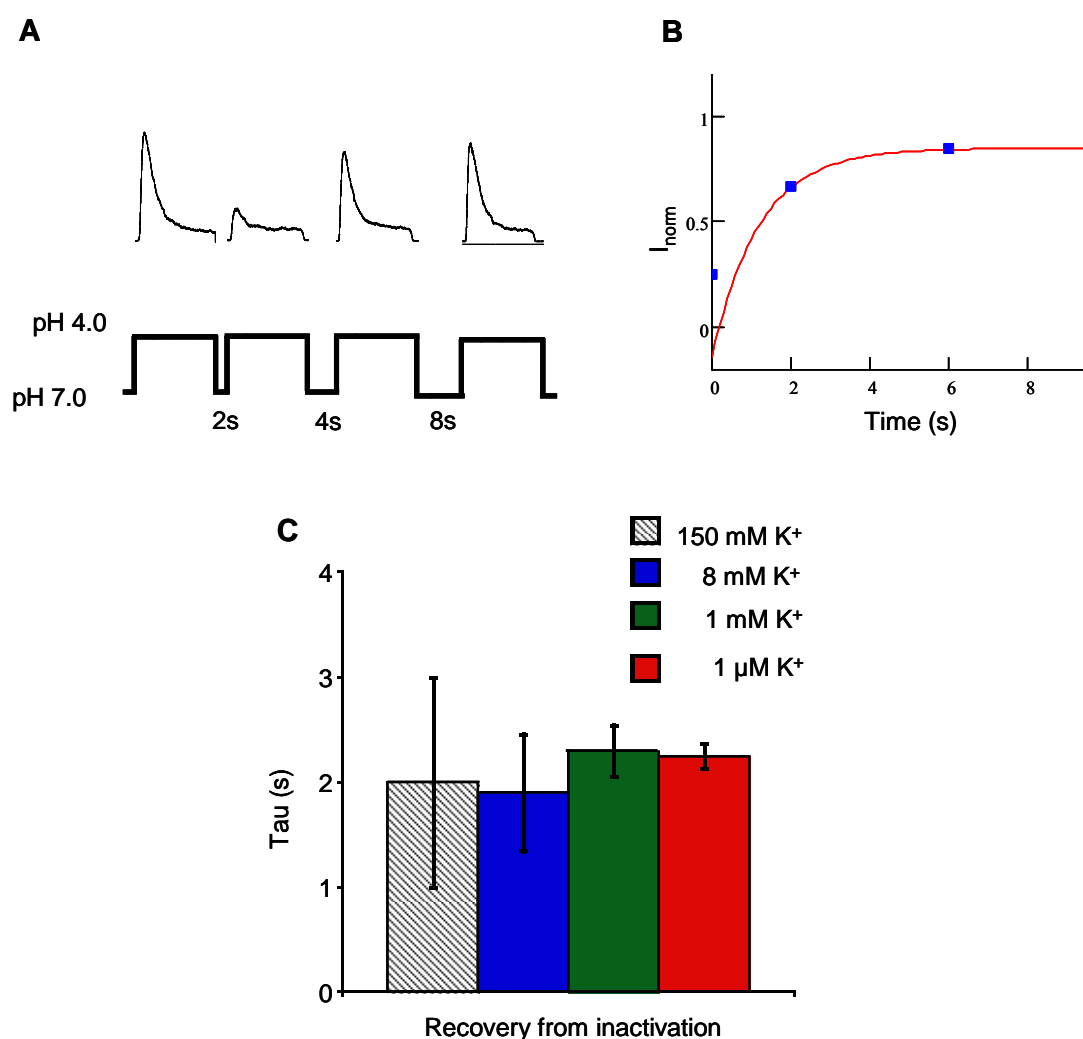 A
pH 4.0
pH 7.0
2s 4s 8s
B
1
0.5
0
I norm
0 2 4 6 8
Time (s)
C
150 mM K+
8 mM K+
1 mM K+
1 µM K+
4
3
2
1
0
Tau (s)
Recovery from inactivation